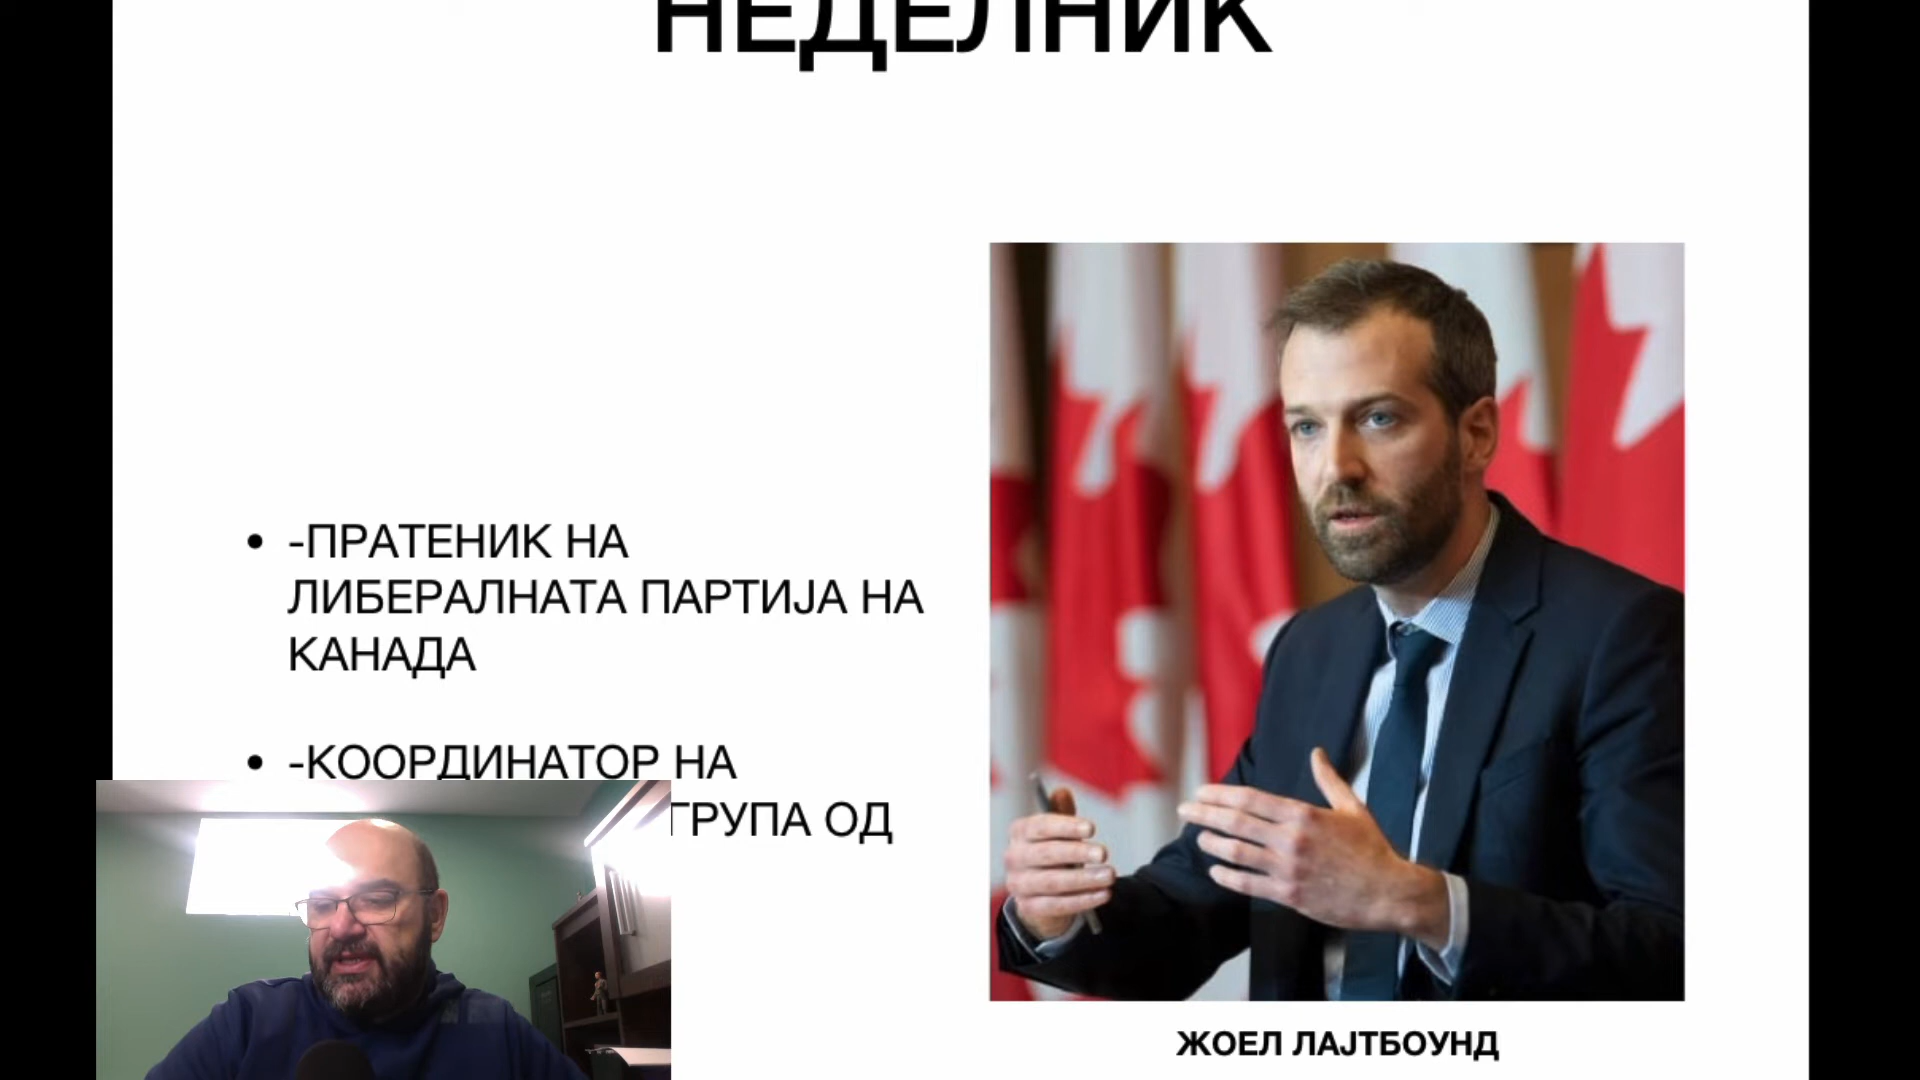 НЕДЕЛНИК
-ПРАТЕНИК НА
ЛИБЕРАЛНАТА ПАРТИЈА НА
КАНАДА
-КООРДИНАТОР НА
ГРУПА ОД
ЖОЕЛ ЛАЈТБОУНД